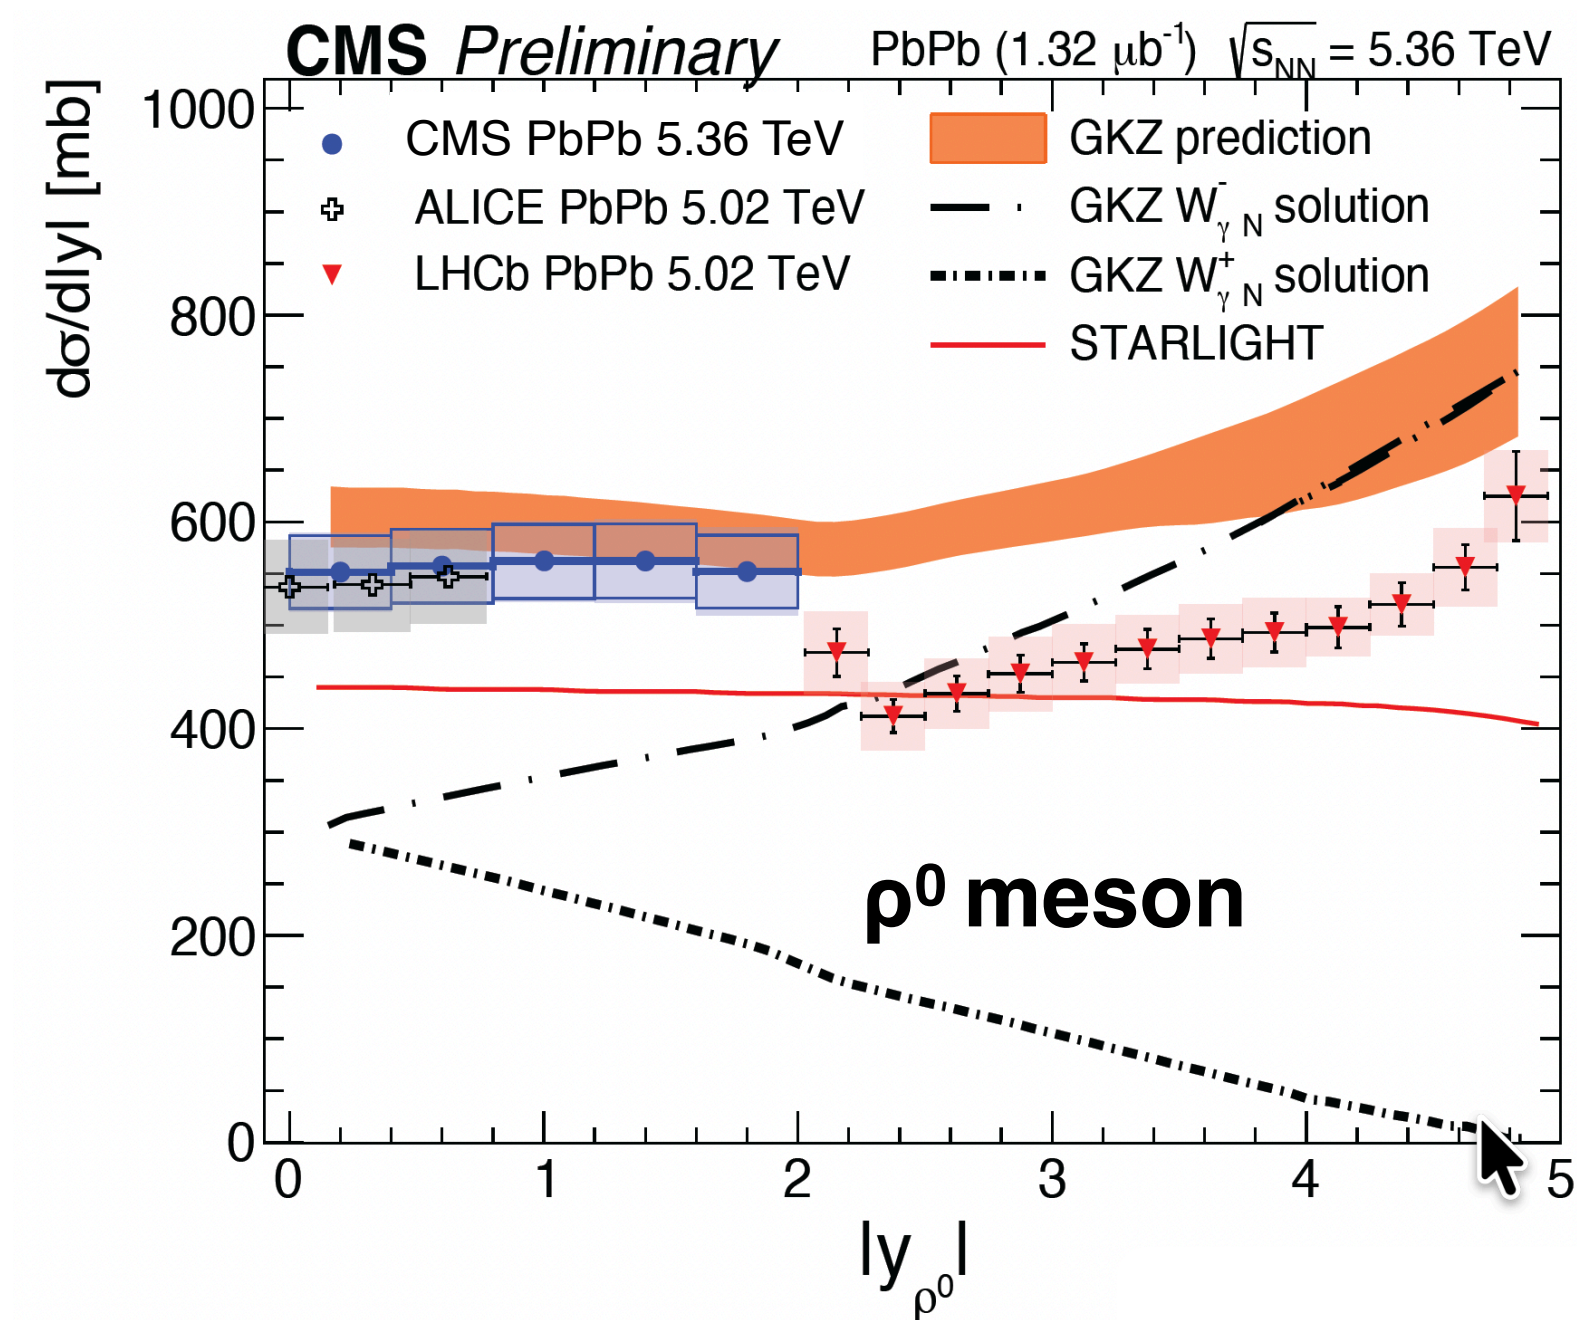 CMS Preliminary PbPb (1.32 μb⁻¹) √sNN = 5.36 TeV
dσ/d|y| [mb]
1000
800
600
400
200
0
CMS PbPb 5.36 TeV
ALICE PbPb 5.02 TeV
LHCb PbPb 5.02 TeV
GKZ prediction
GKZ W⁻γ N solution
GKZ W⁺γ N solution
STARLIGHT
ρ⁰ meson
0 1 2 3 4 5
|yρ⁰|